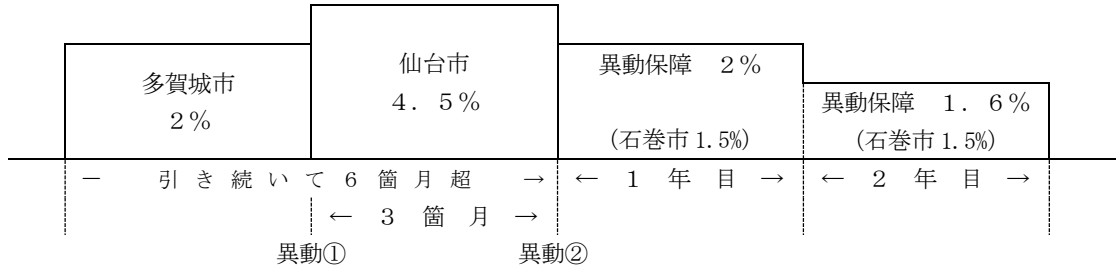 多賀城市
２％
仙台市
４．５％
異動保障　２％
（石巻市 1.5%）
異動保障　１．６％
（石巻市 1.5%）
－　引き続いて６箇月超　→
←　１　年　目　→
←　２　年　目　→
←　３　箇　月　→
異動①
異動②